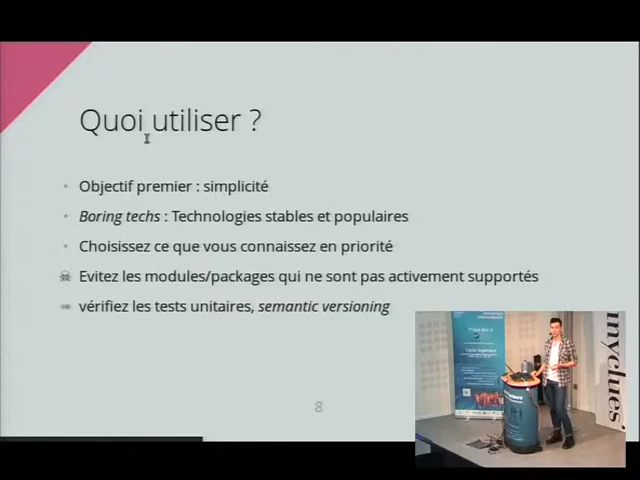 Quoi utiliser ?
Objectif premier : simplicité
Boring techs : Technologies stables et populaires
Choisissez ce que vous connaissez en priorité
Evitez les modules/packages qui ne sont pas activement supportés
⇒ vérifiez les tests unitaires, semantic versioning
8
myclues